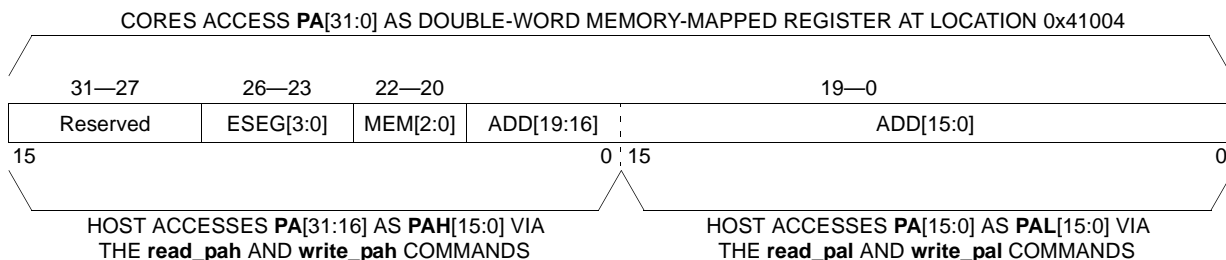 CORES ACCESS PA[31:0] AS DOUBLE-WORD MEMORY-MAPPED REGISTER AT LOCATION 0x41004
31—27 26—23 22—20 19—0
Reserved ESEG[3:0] MEM[2:0] ADD[19:16] ADD[15:0]
15 0 15 0
HOST ACCESSES PA[31:16] AS PAH[15:0] VIA
THE read_pah AND write_pah COMMANDS
HOST ACCESSES PA[15:0] AS PAL[15:0] VIA
THE read_pal AND write_pal COMMANDS